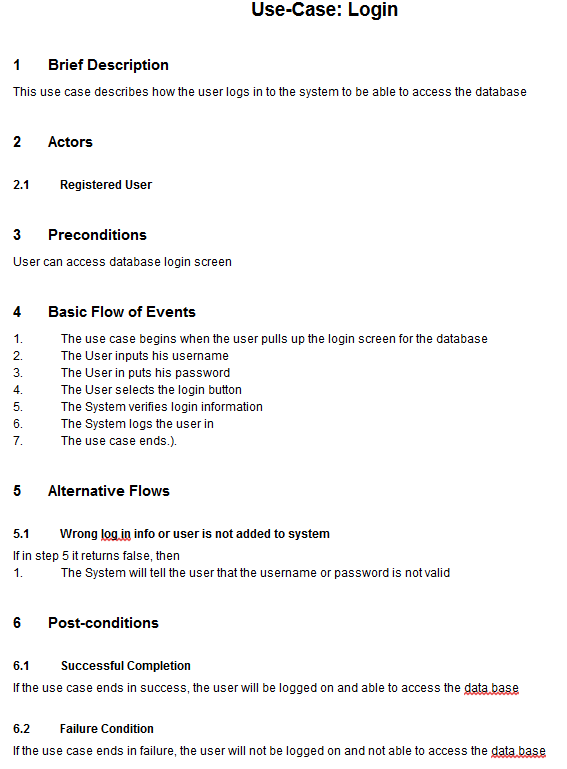 Use-Case: Login
1 Brief Description
This use case describes how the user logs in to the system to be able to access the database
2 Actors
2.1 Registered User
3 Preconditions
User can access database login screen
4 Basic Flow of Events
1. The use case begins when the user pulls up the login screen for the database
2. The User inputs his username
3. The User in puts his password
4. The User selects the login button
5. The System verifies login information
6. The System logs the user in
7. The use case ends.).
5 Alternative Flows
5.1 Wrong log in info or user is not added to system
If in step 5 it returns false, then
1. The System will tell the user that the username or password is not valid
6 Post-conditions
6.1 Successful Completion
If the use case ends in success, the user will be logged on and able to access the data base
6.2 Failure Condition
If the use case ends in failure, the user will not be logged on and not able to access the data base